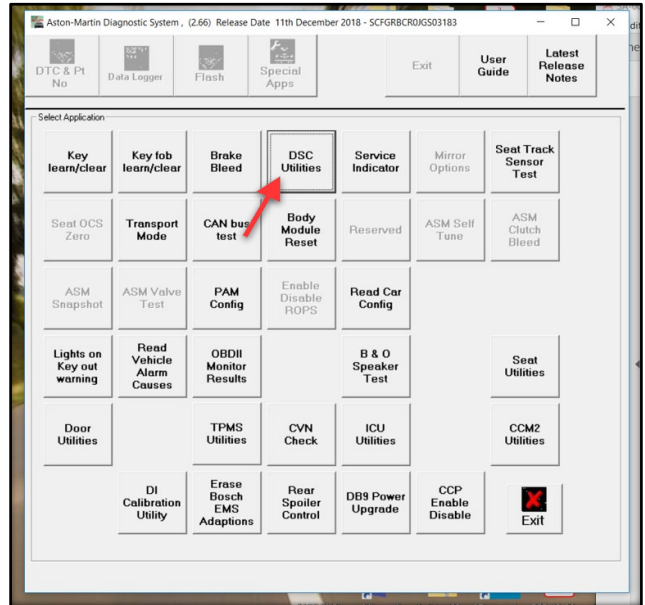 Aston-Martin Diagnostic System , (2.66) Release Date 11th December 2018 - SCFGRBCR0JGS03183
DTC & Pt
No
Data Logger
Flash
Special
Apps
Exit
User
Guide
Latest
Release
Notes
Select Application
Key
learn/clear
Key fob
learn/clear
Brake
Bleed
DSC
Utilities
Service
Indicator
Mirror
Options
Seat Track
Sensor
Test
Seat OCS
Zero
Transport
Mode
CAN bus
test
Body
Module
Reset
Reserved
ASM Self
Tune
ASM
Clutch
Bleed
ASM
Snapshot
ASM Valve
Test
PAM
Config
Enable
Disable
ROPS
Read Car
Config
Lights on
Key out
warning
Read
Vehicle
Alarm
Causes
OBDII
Monitor
Results
B & O
Speaker
Test
Seat
Utilities
Door
Utilities
TPMS
Utilities
CVN
Check
ICU
Utilities
CCM2
Utilities
DI
Calibration
Utility
Erase
Bosch
EMS
Adaptions
Rear
Spoiler
Control
DB9 Power
Upgrade
CCP
Enable
Disable
Exit